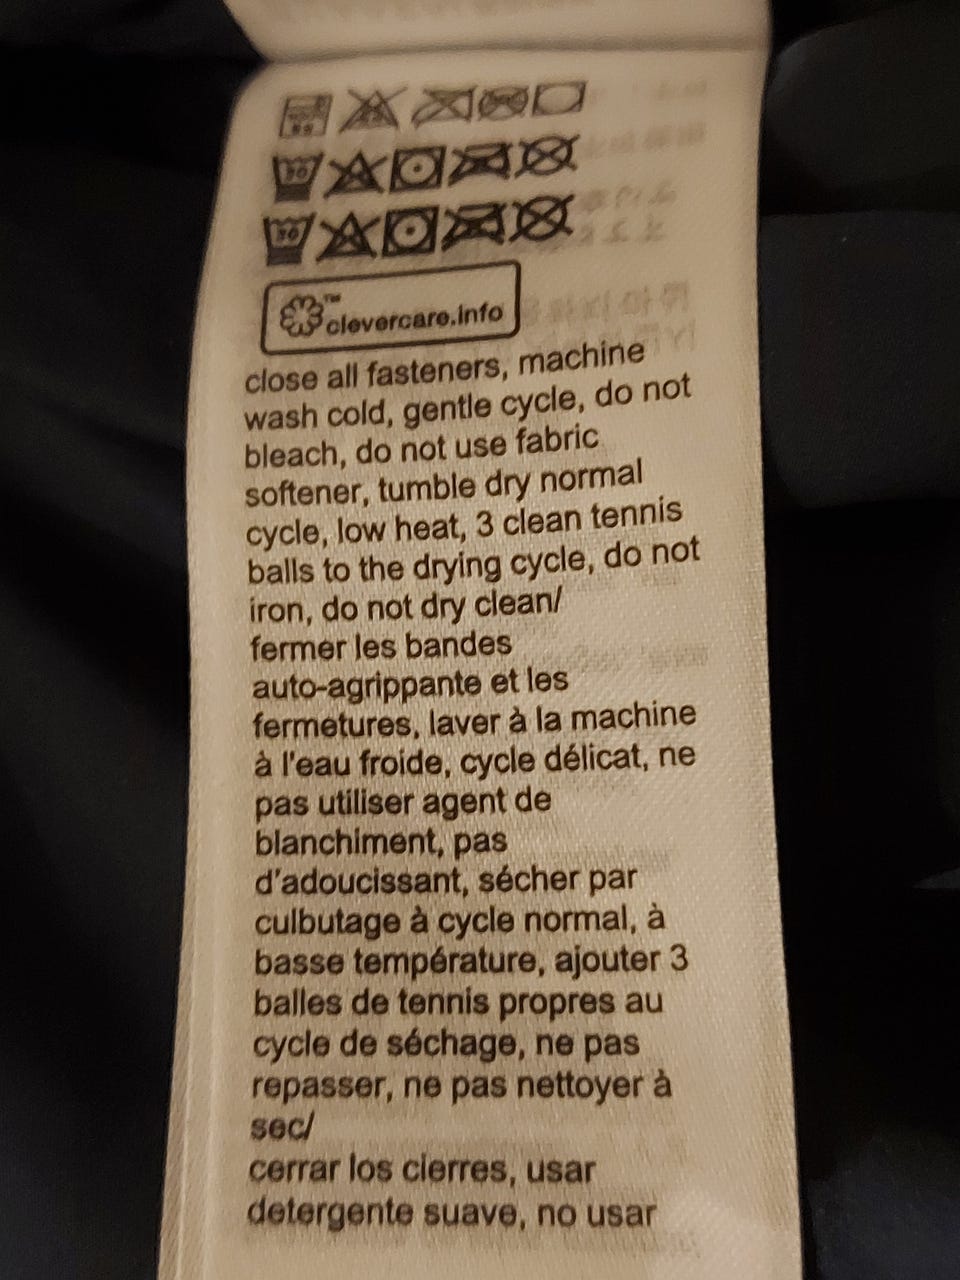 30
30
™
clevercare.info
close all fasteners, machine
wash cold, gentle cycle, do not
bleach, do not use fabric
softener, tumble dry normal
cycle, low heat, 3 clean tennis
balls to the drying cycle, do not
iron, do not dry clean/
fermer les bandes
auto-agrippante et les
fermetures, laver à la machine
à l'eau froide, cycle délicat, ne
pas utiliser agent de
blanchiment, pas
d'adoucissant, sécher par
culbutage à cycle normal, à
basse température, ajouter 3
balles de tennis propres au
cycle de séchage, ne pas
repasser, ne pas nettoyer à
sec/
cerrar los cierres, usar
detergente suave, no usar